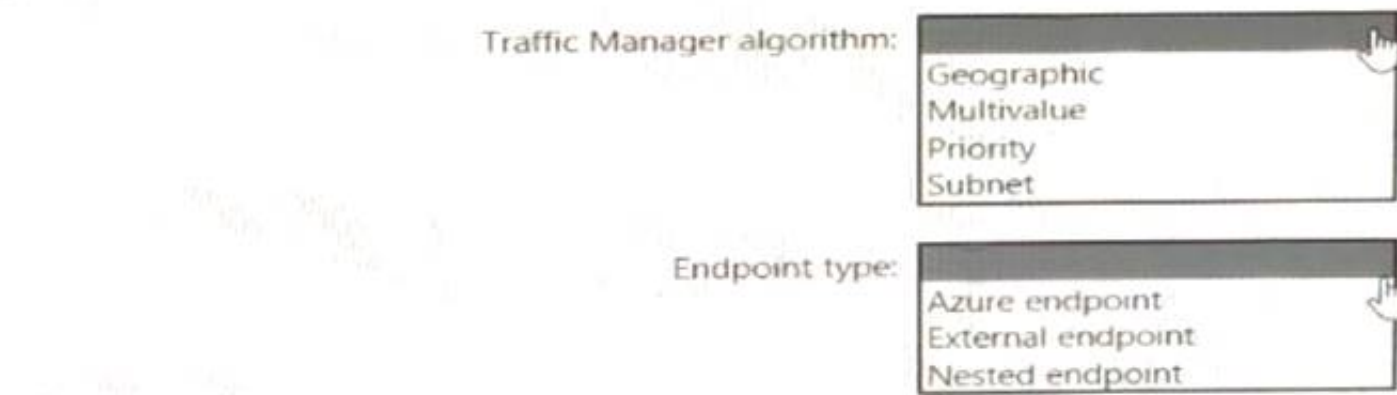 Traffic Manager algorithm:
Geographic
Multivalue
Priority
Subnet
Endpoint type:
Azure endpoint
External endpoint
Nested endpoint